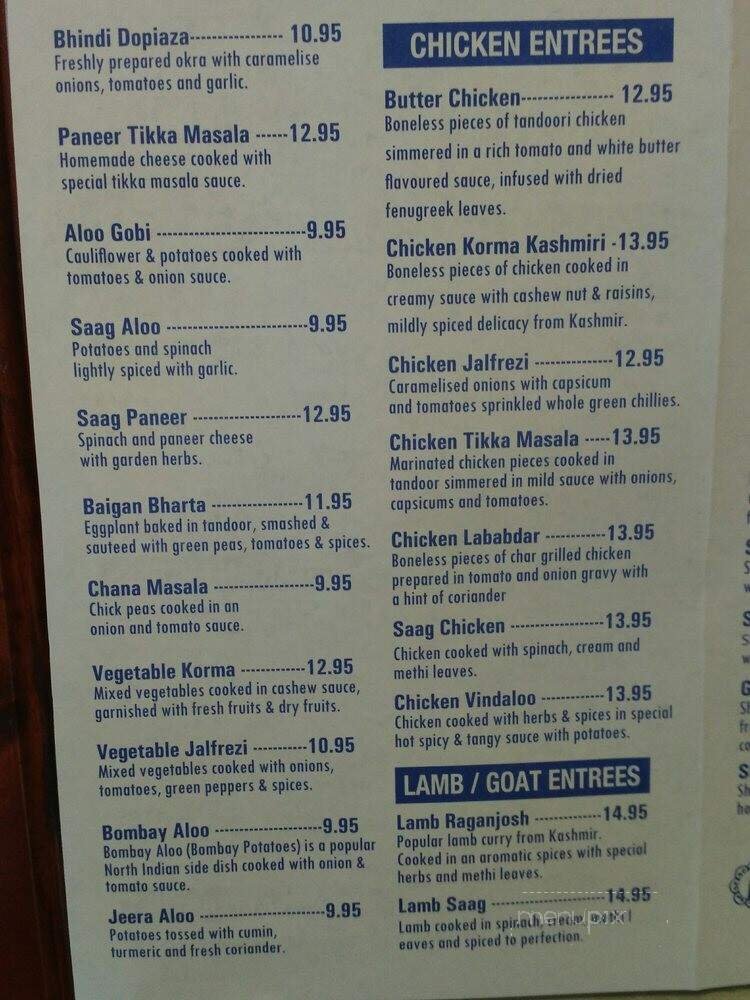 Bhindi Dopiaza---------------- 10.95
Freshly prepared okra with caramelise
onions, tomatoes and garlic.
Paneer Tikka Masala ------12.95
Homemade cheese cooked with
special tikka masala sauce.
Aloo Gobi ----------------------------9.95
Cauliflower & potatoes cooked with
tomatoes & onion sauce.
Saag Aloo --------------------------9.95
Potatoes and spinach
lightly spiced with garlic.
Saag Paneer --------------------12.95
Spinach and paneer cheese
with garden herbs.
Baigan Bharta -----------------11.95
Eggplant baked in tandoor, smashed &
sauteed with green peas, tomatoes & spices.
Chana Masala -------------------9.95
Chick peas cooked in an
onion and tomato sauce.
Vegetable Korma ------------12.95
Mixed vegetables cooked in cashew sauce,
garnished with fresh fruits & dry fruits.
Vegetable Jalfrezi -----------10.95
Mixed vegetables cooked with onions,
tomatoes, green peppers & spices.
Bombay Aloo --------------------9.95
Bombay Aloo (Bombay Potatoes) is a popular
North Indian side dish cooked with onion &
tomato sauce.
Jeera Aloo ------------------------9.95
Potatoes tossed with cumin,
turmeric and fresh coriander.
CHICKEN ENTREES
Butter Chicken---------------- 12.95
Boneless pieces of tandoori chicken
simmered in a rich tomato and white butter
flavoured sauce, infused with dried
fenugreek leaves.
Chicken Korma Kashmiri -13.95
Boneless pieces of chicken cooked in
creamy sauce with cashew nut & raisins,
mildly spiced delicacy from Kashmir.
Chicken Jalfrezi --------------12.95
Caramelised onions with capsicum
and tomatoes sprinkled whole green chillies.
Chicken Tikka Masala -----13.95
Marinated chicken pieces cooked in
tandoor simmered in mild sauce with onions,
capsicums and tomatoes.
Chicken Lababdar -----------13.95
Boneless pieces of char grilled chicken
prepared in tomato and onion gravy with
a hint of coriander
Saag Chicken ------------------13.95
Chicken cooked with spinach, cream and
methi leaves.
Chicken Vindaloo ------------13.95
Chicken cooked with herbs & spices in special
hot spicy & tangy sauce with potatoes.
LAMB / GOAT ENTREES
Lamb Raganjosh -------------14.95
Popular lamb curry from Kashmir.
Cooked in an aromatic spices with special
herbs and methi leaves.
Lamb Saag ----------------------14.95
Lamb cooked in spinach,
eaves and spiced to perfection.
menupix